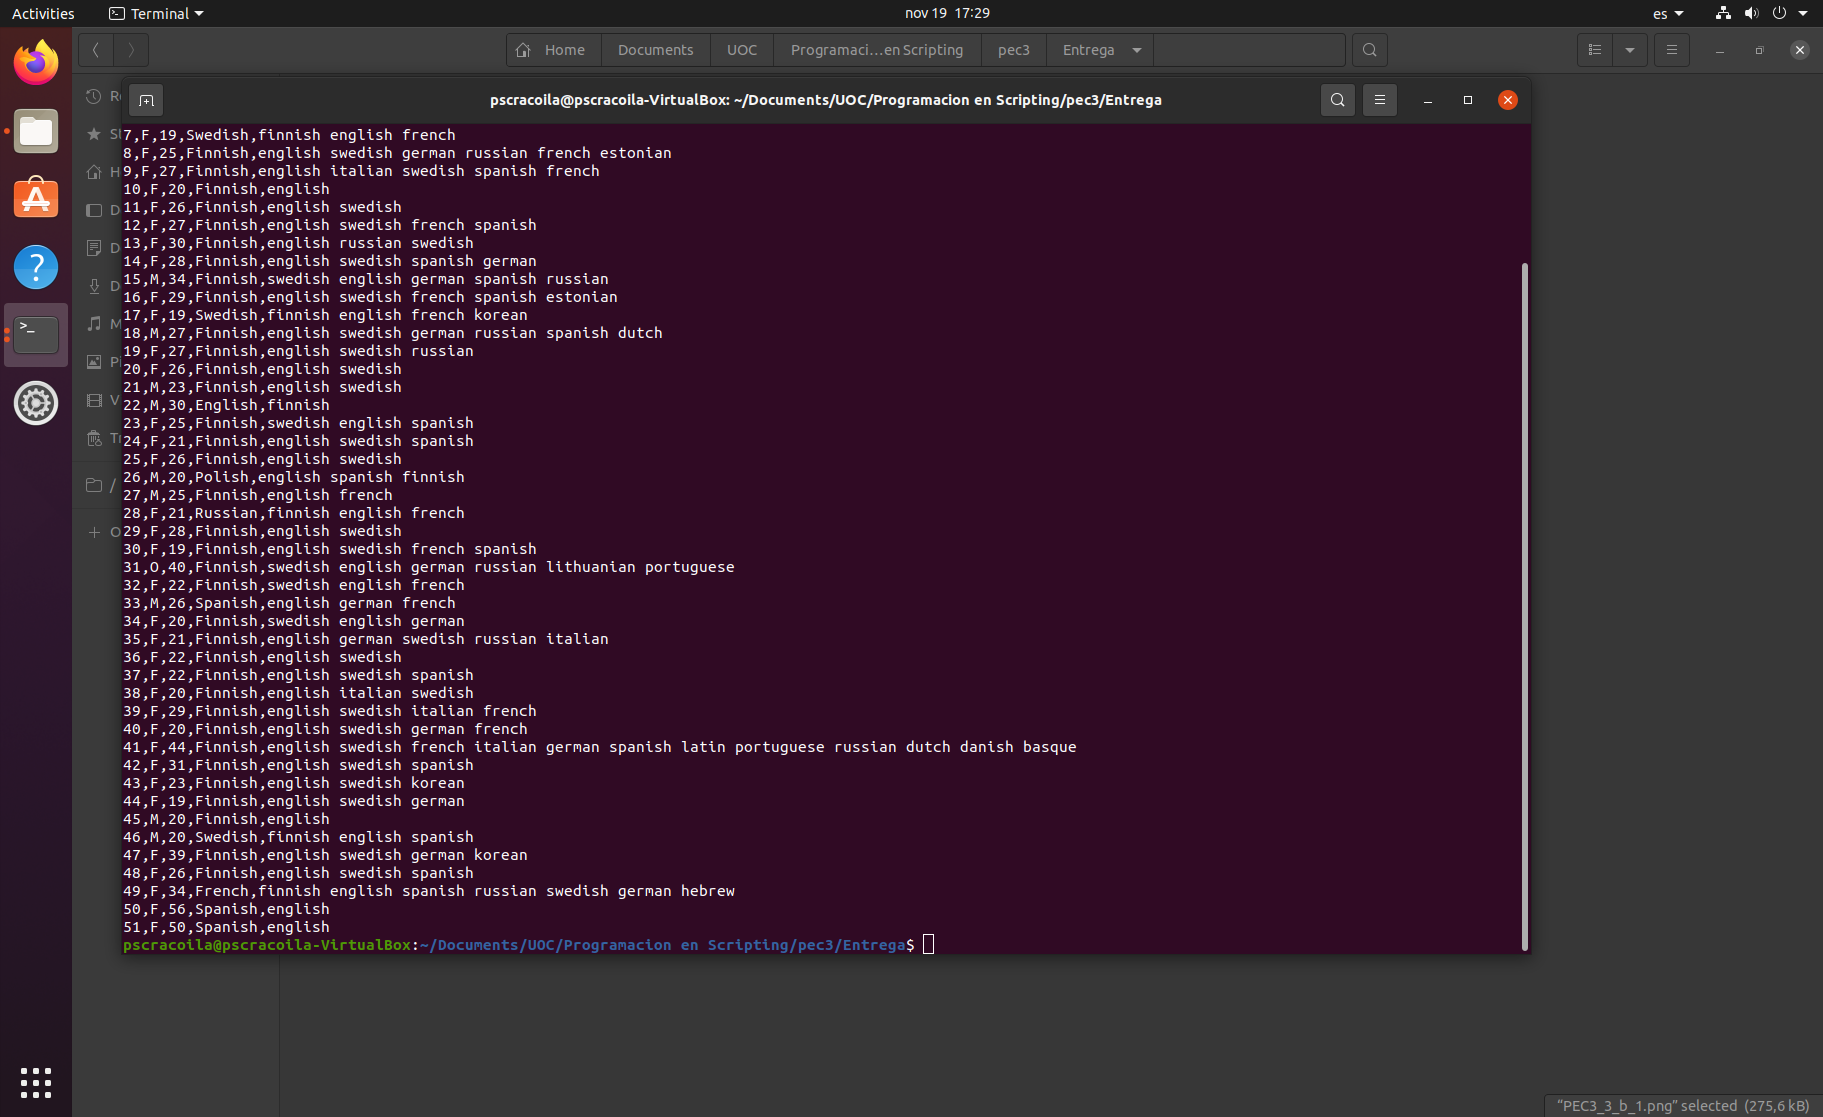 Activities
Terminal
nov 19 17:29
es
Home
Documents
UOC
Programaci...en Scripting
pec3
Entrega
pscracoila@pscracoila-VirtualBox: ~/Documents/UOC/Programacion en Scripting/pec3/Entrega
7,F,19,Swedish,finnish english french
8,F,25,Finnish,english swedish german russian french estonian
9,F,27,Finnish,english italian swedish spanish french
10,F,20,Finnish,english
11,F,26,Finnish,english swedish
12,F,27,Finnish,english swedish french spanish
13,F,30,Finnish,english russian swedish
14,F,28,Finnish,english swedish spanish german
15,M,34,Finnish,swedish english german spanish russian
16,F,29,Finnish,english swedish french spanish estonian
17,F,19,Swedish,finnish english french korean
18,M,27,Finnish,english swedish german russian spanish dutch
19,F,27,Finnish,english swedish russian
20,F,26,Finnish,english swedish
21,M,23,Finnish,english swedish
22,M,30,English,finnish
23,F,25,Finnish,swedish english spanish
24,F,21,Finnish,english swedish spanish
25,F,26,Finnish,english swedish
26,M,20,Polish,english spanish finnish
27,M,25,Finnish,english french
28,F,21,Russian,finnish english french
29,F,28,Finnish,english swedish
30,F,19,Finnish,english swedish french spanish
31,O,40,Finnish,swedish english german russian lithuanian portuguese
32,F,22,Finnish,swedish english french
33,M,26,Spanish,english german french
34,F,20,Finnish,swedish english german
35,F,21,Finnish,english german swedish russian italian
36,F,22,Finnish,english swedish
37,F,22,Finnish,english swedish spanish
38,F,20,Finnish,english italian swedish
39,F,29,Finnish,english swedish italian french
40,F,20,Finnish,english swedish german french
41,F,44,Finnish,english swedish french italian german spanish latin portuguese russian dutch danish basque
42,F,31,Finnish,english swedish spanish
43,F,23,Finnish,english swedish korean
44,F,19,Finnish,english swedish german
45,M,20,Finnish,english
46,M,20,Swedish,finnish english spanish
47,F,39,Finnish,english swedish german korean
48,F,26,Finnish,english swedish spanish
49,F,34,French,finnish english spanish russian swedish german hebrew
50,F,56,Spanish,english
51,F,50,Spanish,english
pscracoila@pscracoila-VirtualBox:~/Documents/UOC/Programacion en Scripting/pec3/Entrega$
"PEC3_3_b_1.png" selected (275,6 kB)